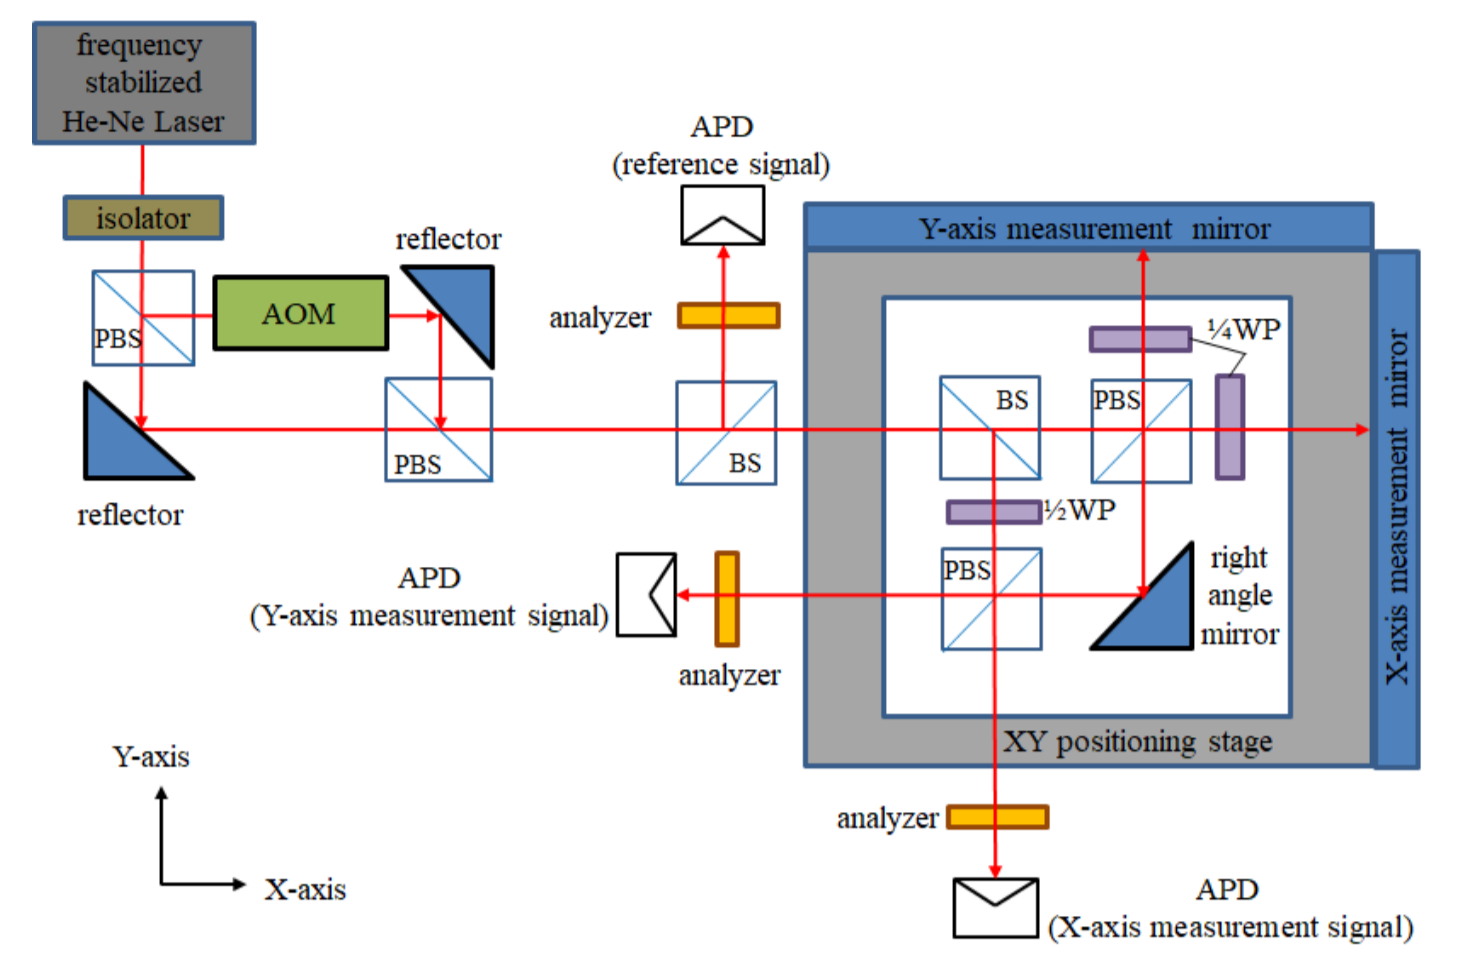 frequency
stabilized
He-Ne Laser
isolator
PBS
AOM
reflector
reflector
PBS
APD
(reference signal)
analyzer
BS
Y-axis measurement mirror
X-axis measurement mirror
¼WP
BS
PBS
½WP
PBS
right
angle
mirror
APD
(Y-axis measurement signal)
analyzer
XY positioning stage
analyzer
APD
(X-axis measurement signal)
Y-axis
X-axis